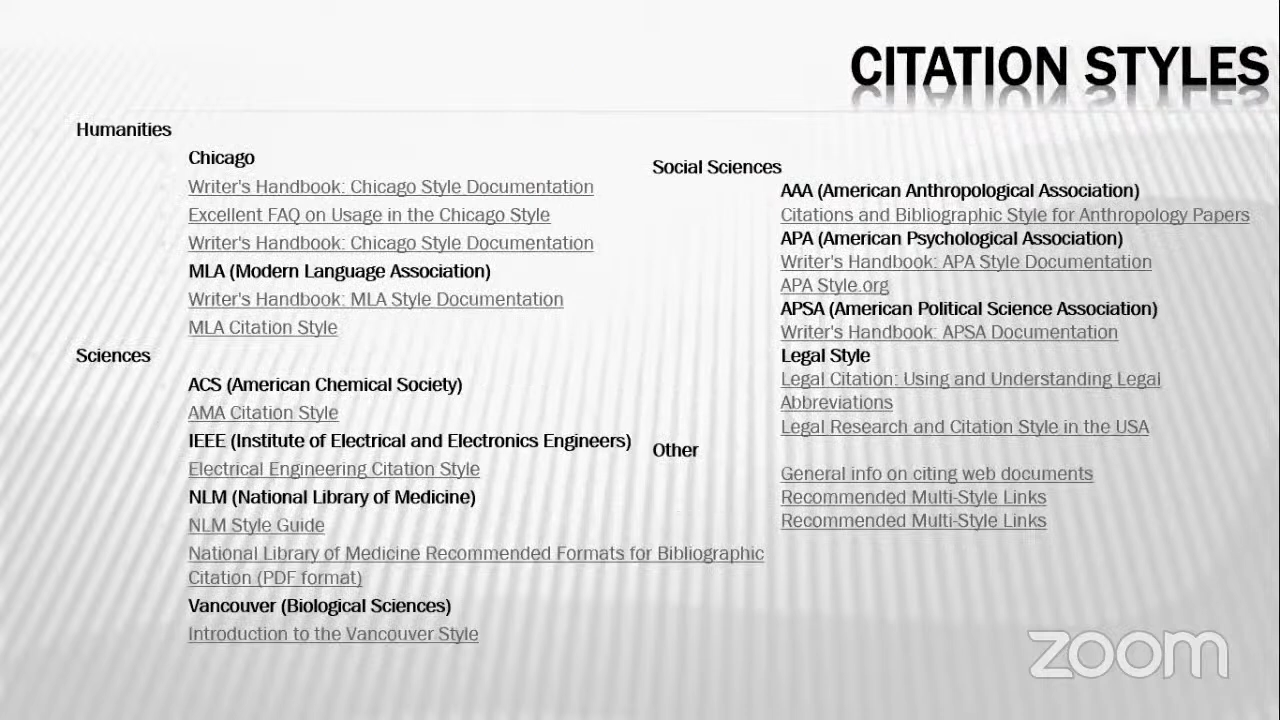 CITATION STYLES
Humanities
Chicago
Writer's Handbook: Chicago Style Documentation
Excellent FAQ on Usage in the Chicago Style
Writer's Handbook: Chicago Style Documentation
MLA (Modern Language Association)
Writer's Handbook: MLA Style Documentation
MLA Citation Style
Sciences
ACS (American Chemical Society)
AMA Citation Style
IEEE (Institute of Electrical and Electronics Engineers)
Electrical Engineering Citation Style
NLM (National Library of Medicine)
NLM Style Guide
National Library of Medicine Recommended Formats for Bibliographic
Citation (PDF format)
Vancouver (Biological Sciences)
Introduction to the Vancouver Style
Social Sciences
AAA (American Anthropological Association)
Citations and Bibliographic Style for Anthropology Papers
APA (American Psychological Association)
Writer's Handbook: APA Style Documentation
APA Style.org
APSA (American Political Science Association)
Writer's Handbook: APSA Documentation
Legal Style
Legal Citation: Using and Understanding Legal
Abbreviations
Legal Research and Citation Style in the USA
Other
General info on citing web documents
Recommended Multi-Style Links
Recommended Multi-Style Links
zoom